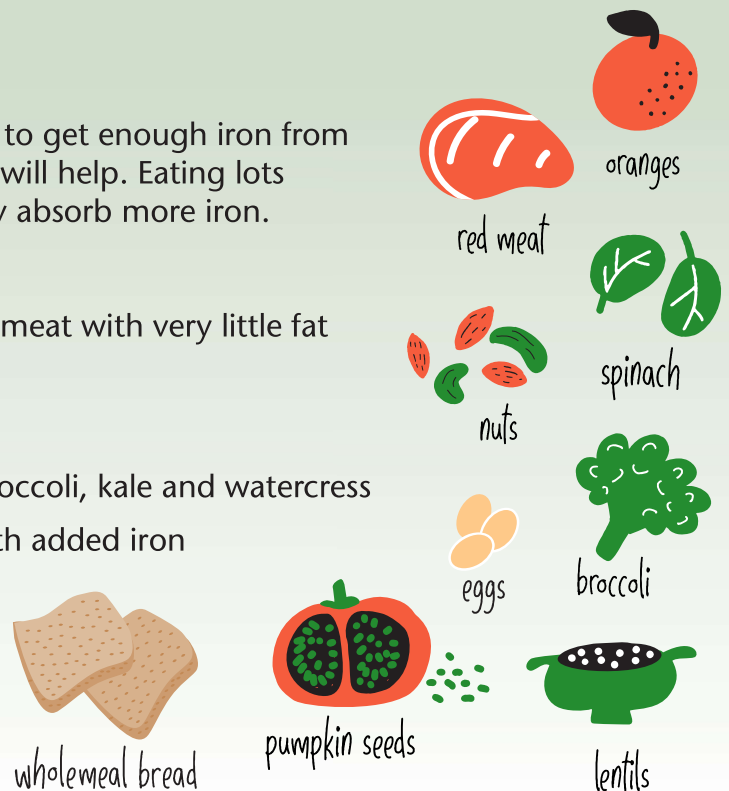 to get enough iron from
will help. Eating lots
absorb more iron.
meat with very little fat
occoli, kale and watercress
th added iron
oranges
red meat
spinach
nuts
broccoli
eggs
pumpkin seeds
wholemeal bread
lentils